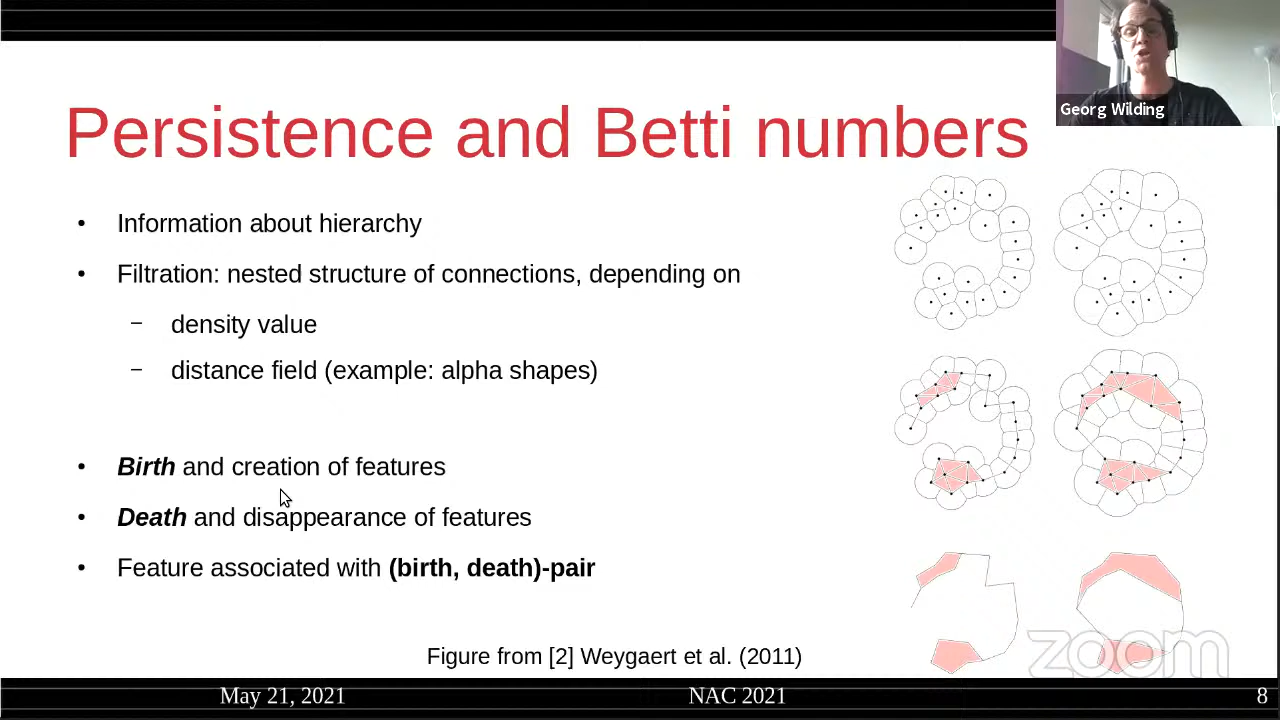 Georg Wilding
Persistence and Betti numbers
• Information about hierarchy
• Filtration: nested structure of connections, depending on
– density value
– distance field (example: alpha shapes)
• Birth and creation of features
• Death and disappearance of features
• Feature associated with (birth, death)-pair
zoom
Figure from [2] Weygaert et al. (2011)
May 21, 2021
NAC 2021
8